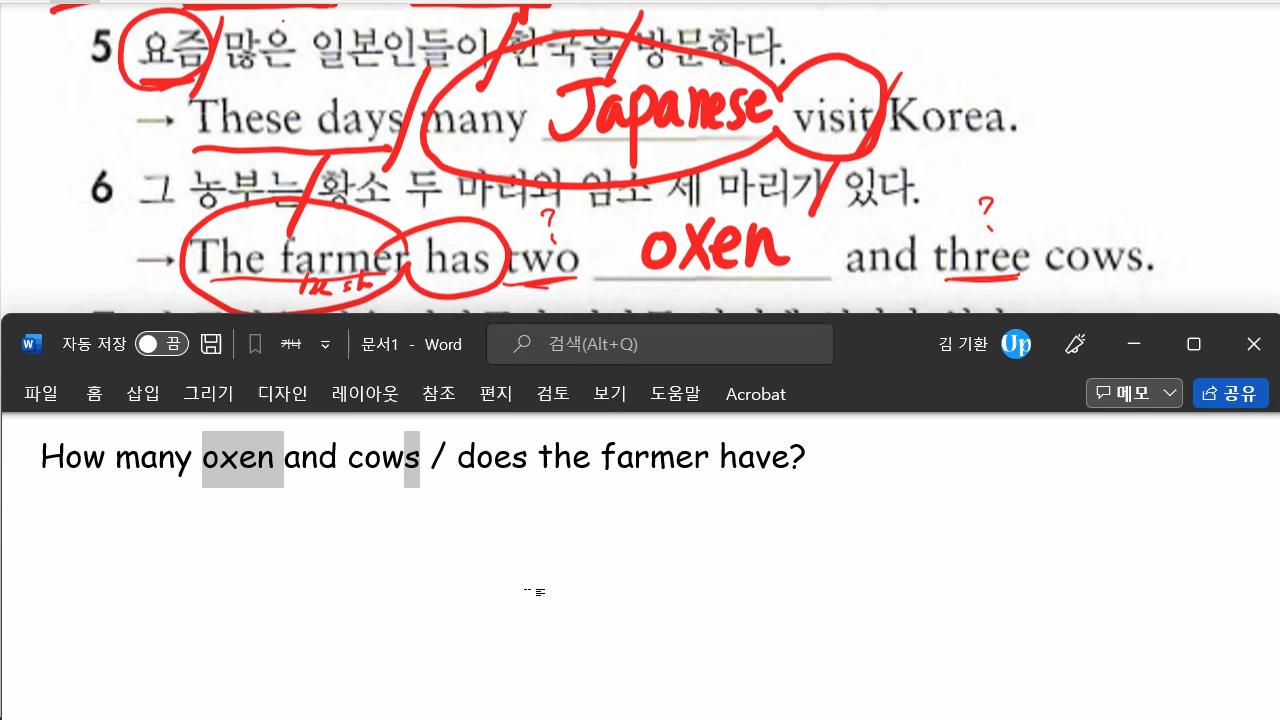 5 요즘 많은 일본인들이 한국을 방문한다.
→ These days many Japanese visit Korea.
6 그 농부는 황소 두 마리와 암소 세 마리가 있다.
? ?
→ The farmer has two oxen and three cows.
자동 저장 끔 문서1 - Word 검색(Alt+Q) 김 기환 Up
파일 홈 삽입 그리기 디자인 레이아웃 참조 편지 검토 보기 도움말 Acrobat 메모 공유
How many oxen and cows / does the farmer have?